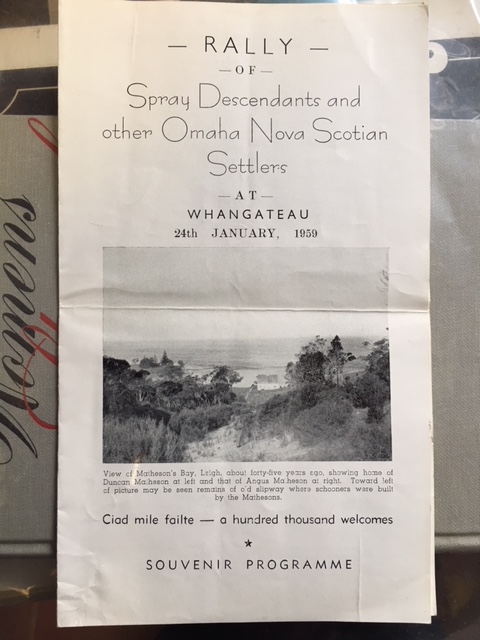 — RALLY —
— OF —
Spray Descendants and
other Omaha Nova Scotian
Settlers
— AT —
WHANGATEAU
24th JANUARY, 1959
View of Matheson's Bay, Leigh, about forty-five years ago, showing home of
Duncan Matheson at left and that of Angus Matheson at right. Toward left
of picture may be seen remains of old slipway where schooners were built
by the Mathesons.
Ciad mile failte — a hundred thousand welcomes
★
SOUVENIR PROGRAMME
Womens